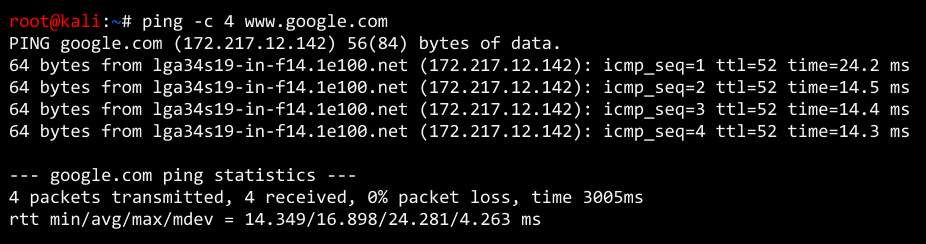 root@kali:~# ping -c 4 www.google.com
PING google.com (172.217.12.142) 56(84) bytes of data.
64 bytes from lga34s19-in-f14.1e100.net (172.217.12.142): icmp_seq=1 ttl=52 time=24.2 ms
64 bytes from lga34s19-in-f14.1e100.net (172.217.12.142): icmp_seq=2 ttl=52 time=14.5 ms
64 bytes from lga34s19-in-f14.1e100.net (172.217.12.142): icmp_seq=3 ttl=52 time=14.4 ms
64 bytes from lga34s19-in-f14.1e100.net (172.217.12.142): icmp_seq=4 ttl=52 time=14.3 ms

--- google.com ping statistics ---
4 packets transmitted, 4 received, 0% packet loss, time 3005ms
rtt min/avg/max/mdev = 14.349/16.898/24.281/4.263 ms